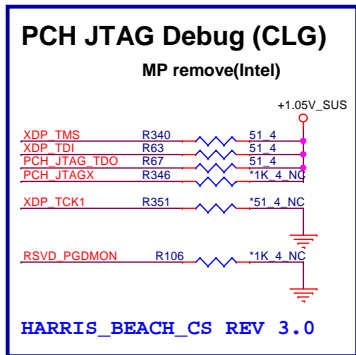 PCH JTAG Debug (CLG)
MP remove(Intel)
+1.05V_SUS
XDP_TMS R340 51_4
XDP_TDI R63 51_4
PCH_JTAG_TDO R67 51_4
PCH_JTAGX R346 *1K_4_NC
XDP_TCK1 R351 *51_4_NC
RSVD_PGDMON R106 *1K_4_NC
HARRIS_BEACH_CS REV 3.0